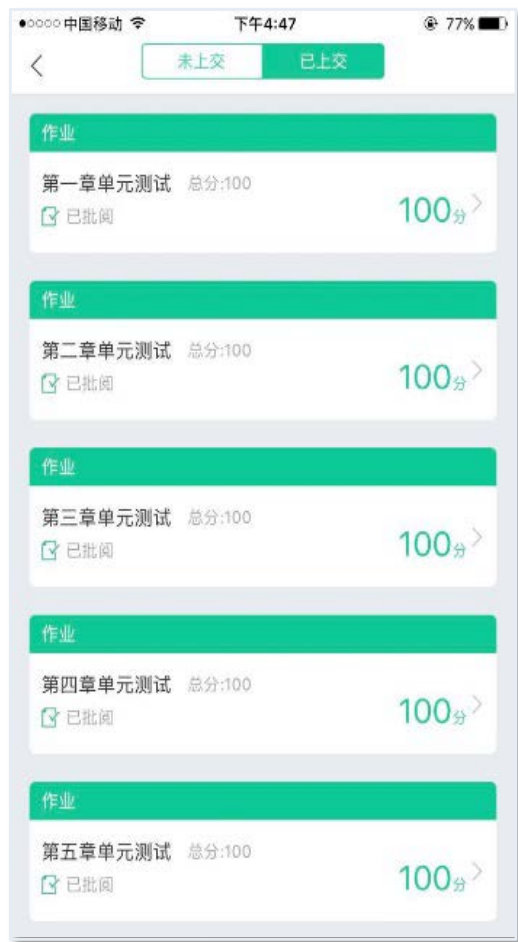 中国移动 下午4:47 77%
未上交 已上交
作业
第一章单元测试 总分:100
已批阅 100分
作业
第二章单元测试 总分:100
已批阅 100分
作业
第三章单元测试 总分:100
已批阅 100分
作业
第四章单元测试 总分:100
已批阅 100分
作业
第五章单元测试 总分:100
已批阅 100分